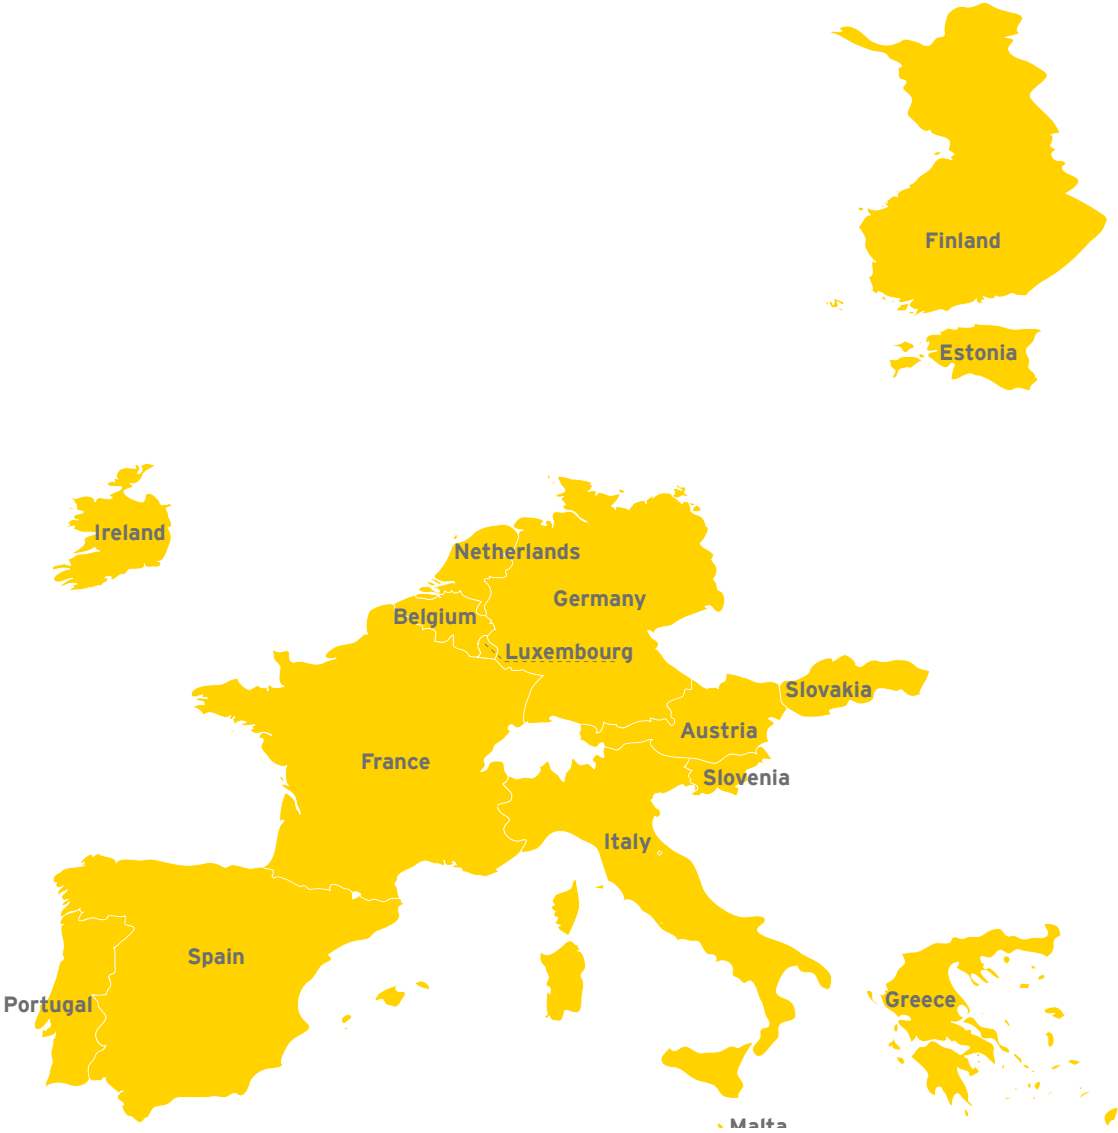 Finland
Estonia
Ireland
Netherlands
Germany
Belgium
Luxembourg
Slovakia
Austria
France
Slovenia
Italy
Spain
Greece
Portugal
Malta